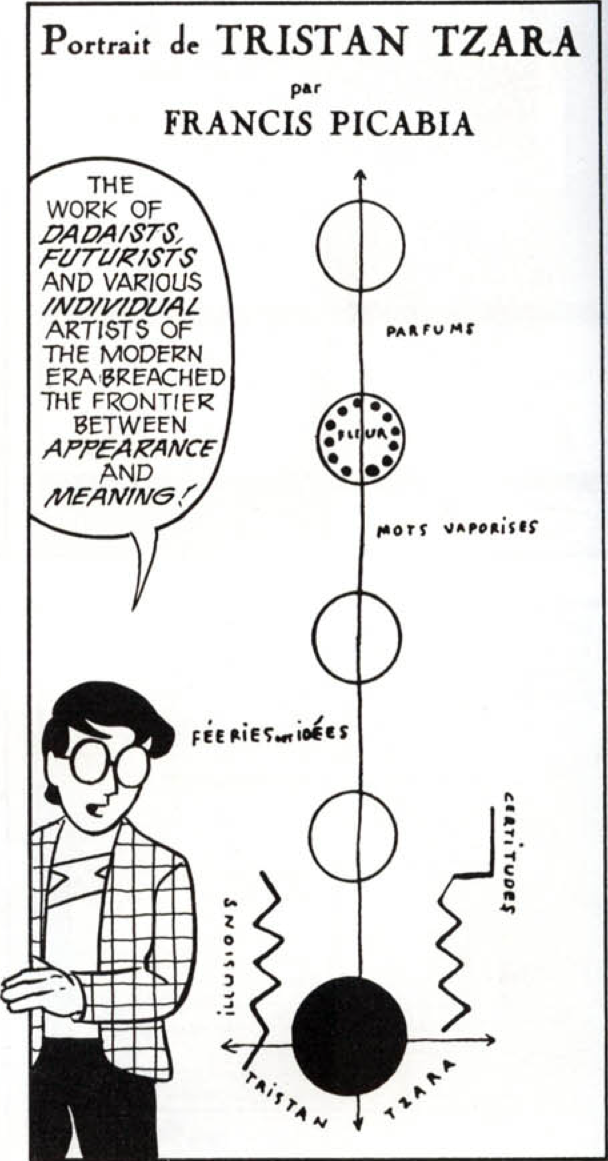 Portrait de TRISTAN TZARA
par
FRANCIS PICABIA
THE
WORK OF
DADAISTS,
FUTURISTS
AND VARIOUS
INDIVIDUAL
ARTISTS OF
THE MODERN
ERA BREACHED
THE FRONTIER
BETWEEN
APPEARANCE
AND
MEANING!
PARFUMS
FLEUR
MOTS VAPORISES
FÉERIES DES IDÉES
CERTITUDES
ILLUSIONS
TRISTAN TZARA